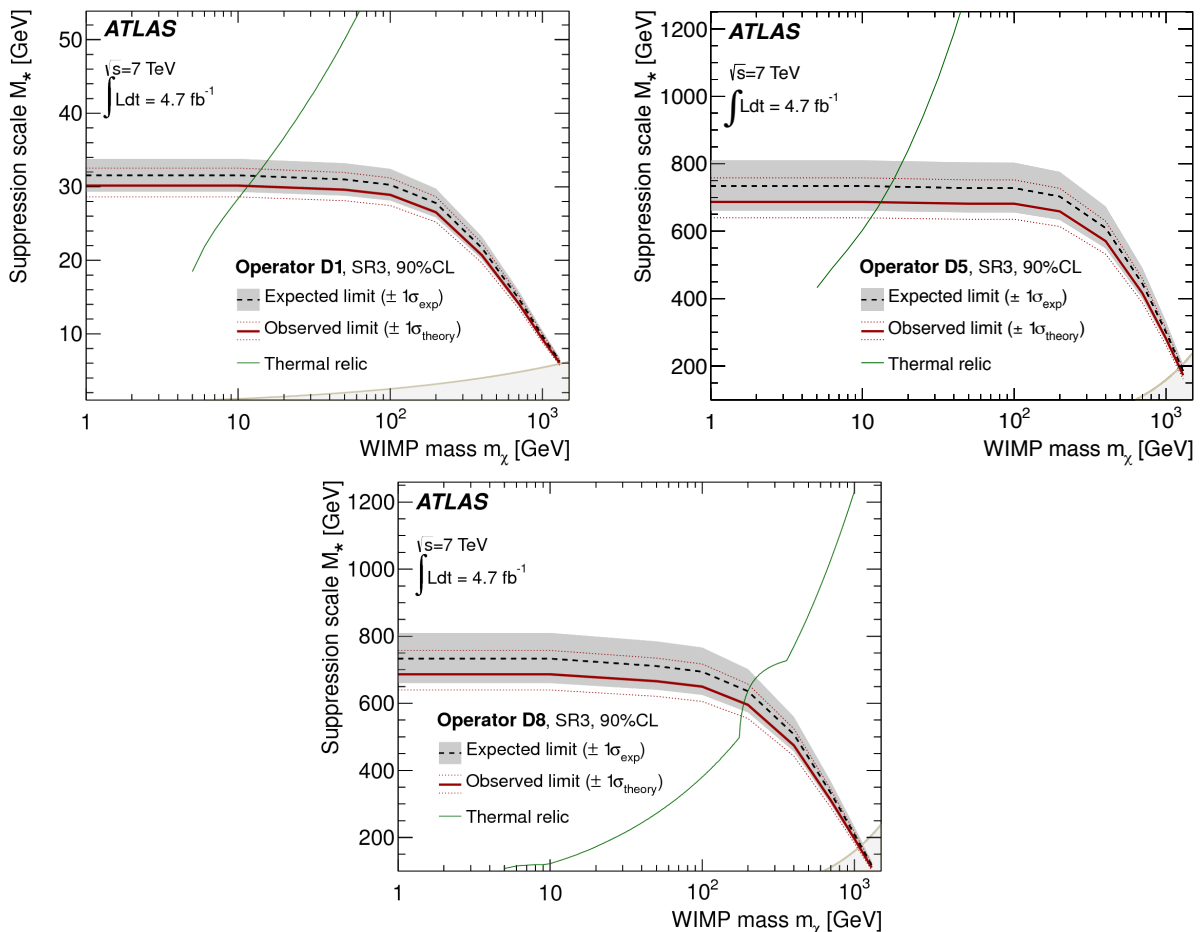 Suppression scale M★ [GeV]
50
40
30
20
10
ATLAS
√s=7 TeV
∫Ldt = 4.7 fb⁻¹
Operator D1, SR3, 90%CL
Expected limit (± 1σexp)
Observed limit (± 1σtheory)
Thermal relic
1
10
10²
10³
WIMP mass mχ [GeV]
Suppression scale M★ [GeV]
1200
1000
800
600
400
200
ATLAS
√s=7 TeV
∫Ldt = 4.7 fb⁻¹
Operator D5, SR3, 90%CL
Expected limit (± 1σexp)
Observed limit (± 1σtheory)
Thermal relic
1
10
10²
10³
WIMP mass mχ [GeV]
Suppression scale M★ [GeV]
1200
1000
800
600
400
200
ATLAS
√s=7 TeV
∫Ldt = 4.7 fb⁻¹
Operator D8, SR3, 90%CL
Expected limit (± 1σexp)
Observed limit (± 1σtheory)
Thermal relic
1
10
10²
10³
WIMP mass mχ [GeV]